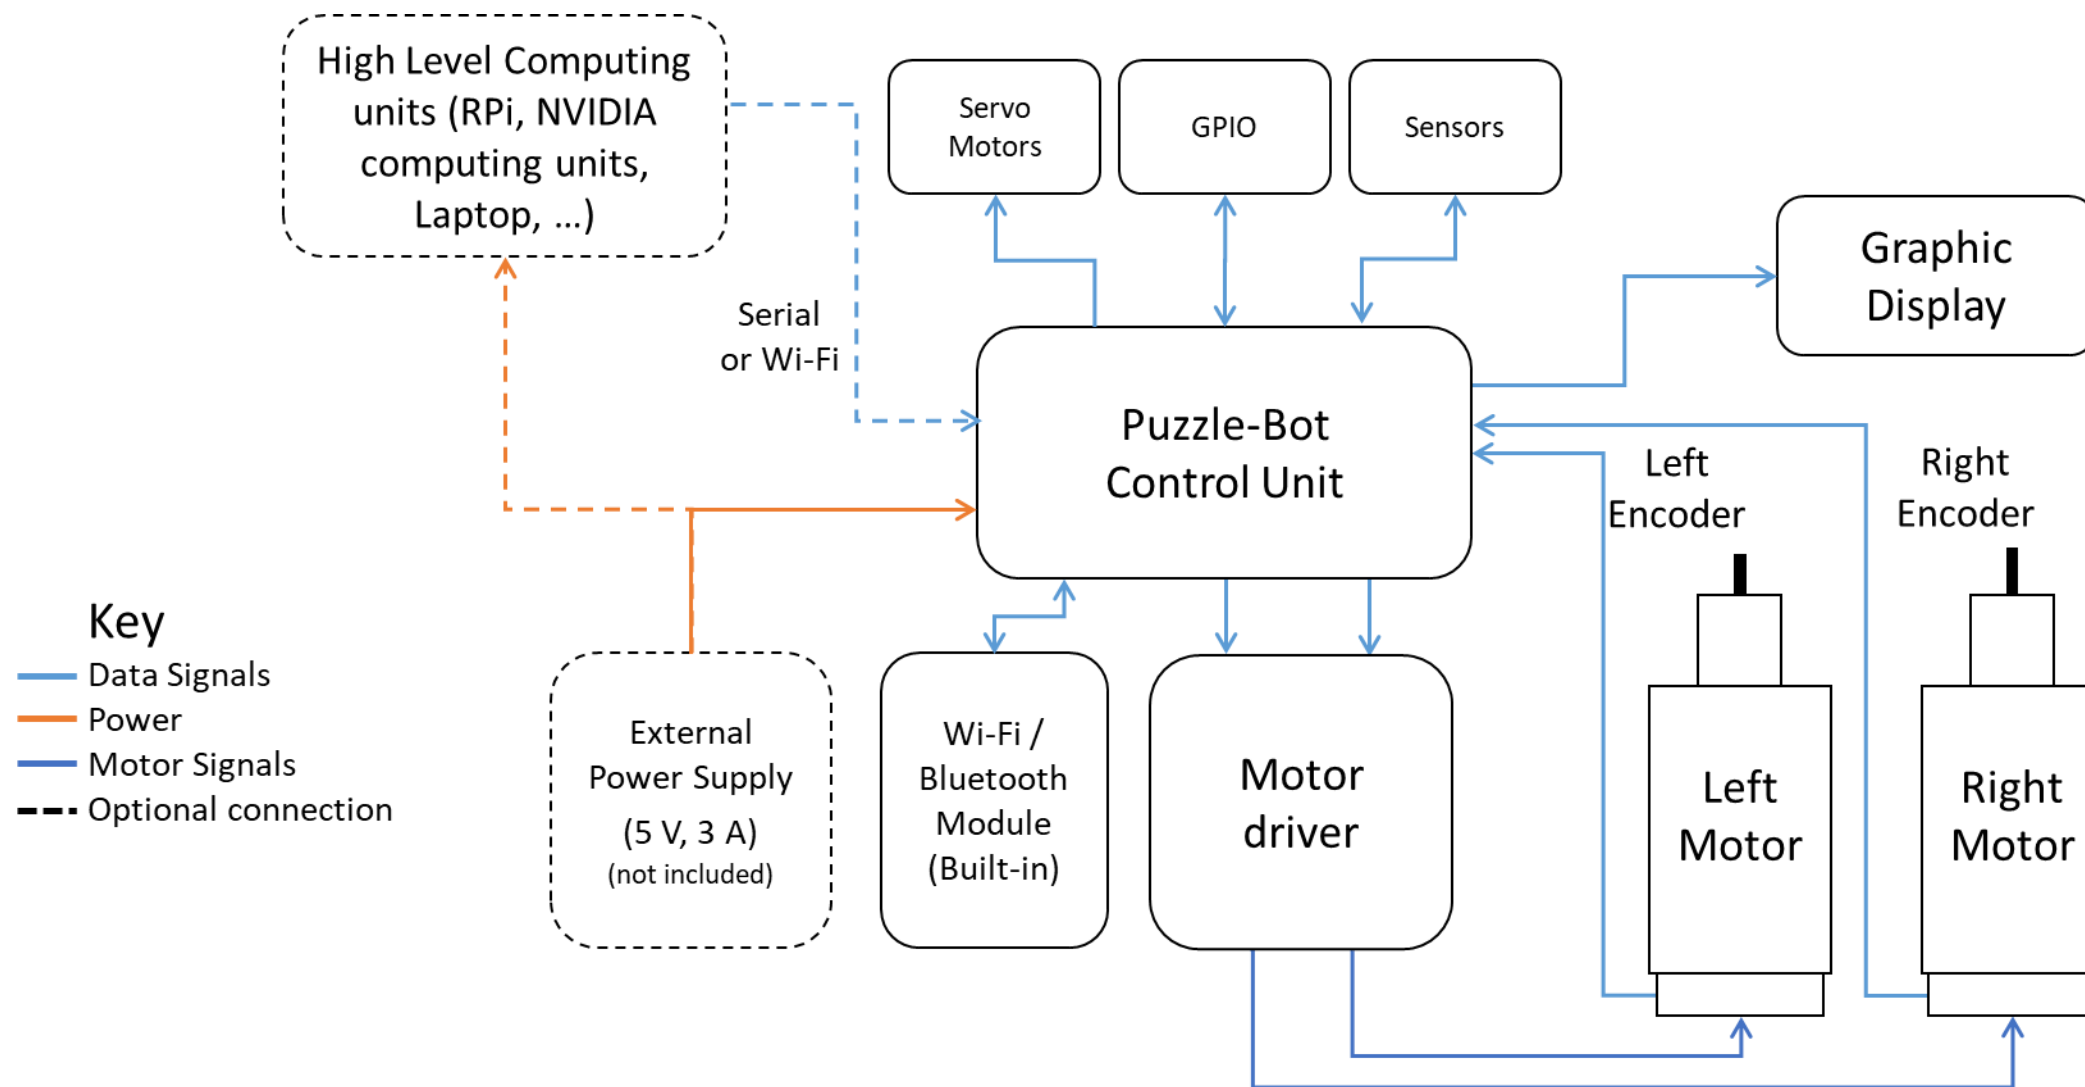 High Level Computing
units (RPi, NVIDIA
computing units,
Laptop, ...)
Servo
Motors
GPIO
Sensors
Graphic
Display
Serial
or Wi-Fi
Puzzle-Bot
Control Unit
Left
Encoder
Right
Encoder
Key
Data Signals
Power
Motor Signals
Optional connection
External
Power Supply
(5 V, 3 A)
(not included)
Wi-Fi /
Bluetooth
Module
(Built-in)
Motor
driver
Left
Motor
Right
Motor